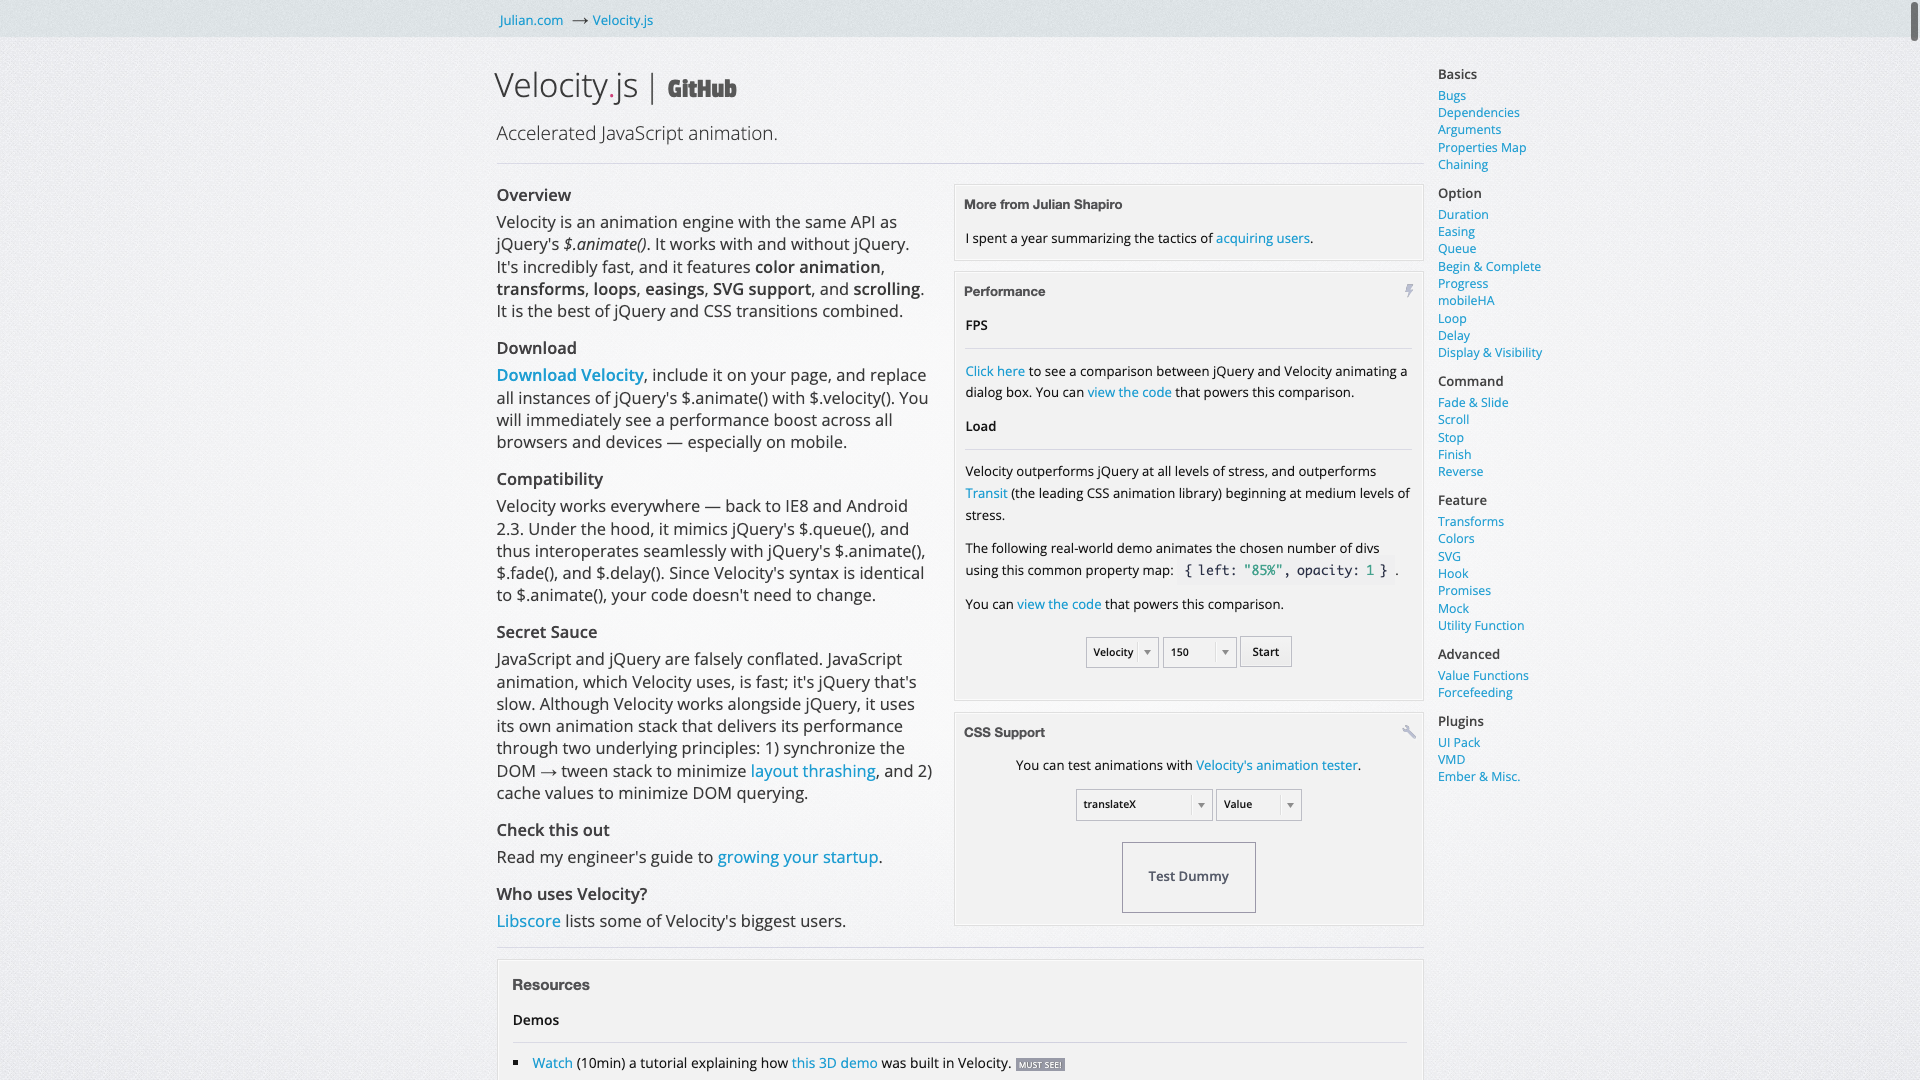 Julian.com → Velocity.js
Velocity.js | GitHub
Accelerated JavaScript animation.
Overview
Velocity is an animation engine with the same API as
jQuery's $.animate(). It works with and without jQuery.
It's incredibly fast, and it features color animation,
transforms, loops, easings, SVG support, and scrolling.
It is the best of jQuery and CSS transitions combined.
Download
Download Velocity, include it on your page, and replace
all instances of jQuery's $.animate() with $.velocity(). You
will immediately see a performance boost across all
browsers and devices — especially on mobile.
Compatibility
Velocity works everywhere — back to IE8 and Android
2.3. Under the hood, it mimics jQuery's $.queue(), and
thus interoperates seamlessly with jQuery's $.animate(),
$.fade(), and $.delay(). Since Velocity's syntax is identical
to $.animate(), your code doesn't need to change.
Secret Sauce
JavaScript and jQuery are falsely conflated. JavaScript
animation, which Velocity uses, is fast; it's jQuery that's
slow. Although Velocity works alongside jQuery, it uses
its own animation stack that delivers its performance
through two underlying principles: 1) synchronize the
DOM → tween stack to minimize layout thrashing, and 2)
cache values to minimize DOM querying.
Check this out
Read my engineer's guide to growing your startup.
Who uses Velocity?
Libscore lists some of Velocity's biggest users.
More from Julian Shapiro
I spent a year summarizing the tactics of acquiring users.
Performance
FPS
Click here to see a comparison between jQuery and Velocity animating a
dialog box. You can view the code that powers this comparison.
Load
Velocity outperforms jQuery at all levels of stress, and outperforms
Transit (the leading CSS animation library) beginning at medium levels of
stress.
The following real-world demo animates the chosen number of divs
using this common property map: { left: "85%", opacity: 1 } .
You can view the code that powers this comparison.
Velocity 150 Start
CSS Support
You can test animations with Velocity's animation tester.
translateX Value
Test Dummy
Resources
Demos
Watch (10min) a tutorial explaining how this 3D demo was built in Velocity. MUST SEE!
Basics
Bugs
Dependencies
Arguments
Properties Map
Chaining
Option
Duration
Easing
Queue
Begin & Complete
Progress
mobileHA
Loop
Delay
Display & Visibility
Command
Fade & Slide
Scroll
Stop
Finish
Reverse
Feature
Transforms
Colors
SVG
Hook
Promises
Mock
Utility Function
Advanced
Value Functions
Forcefeeding
Plugins
UI Pack
VMD
Ember & Misc.